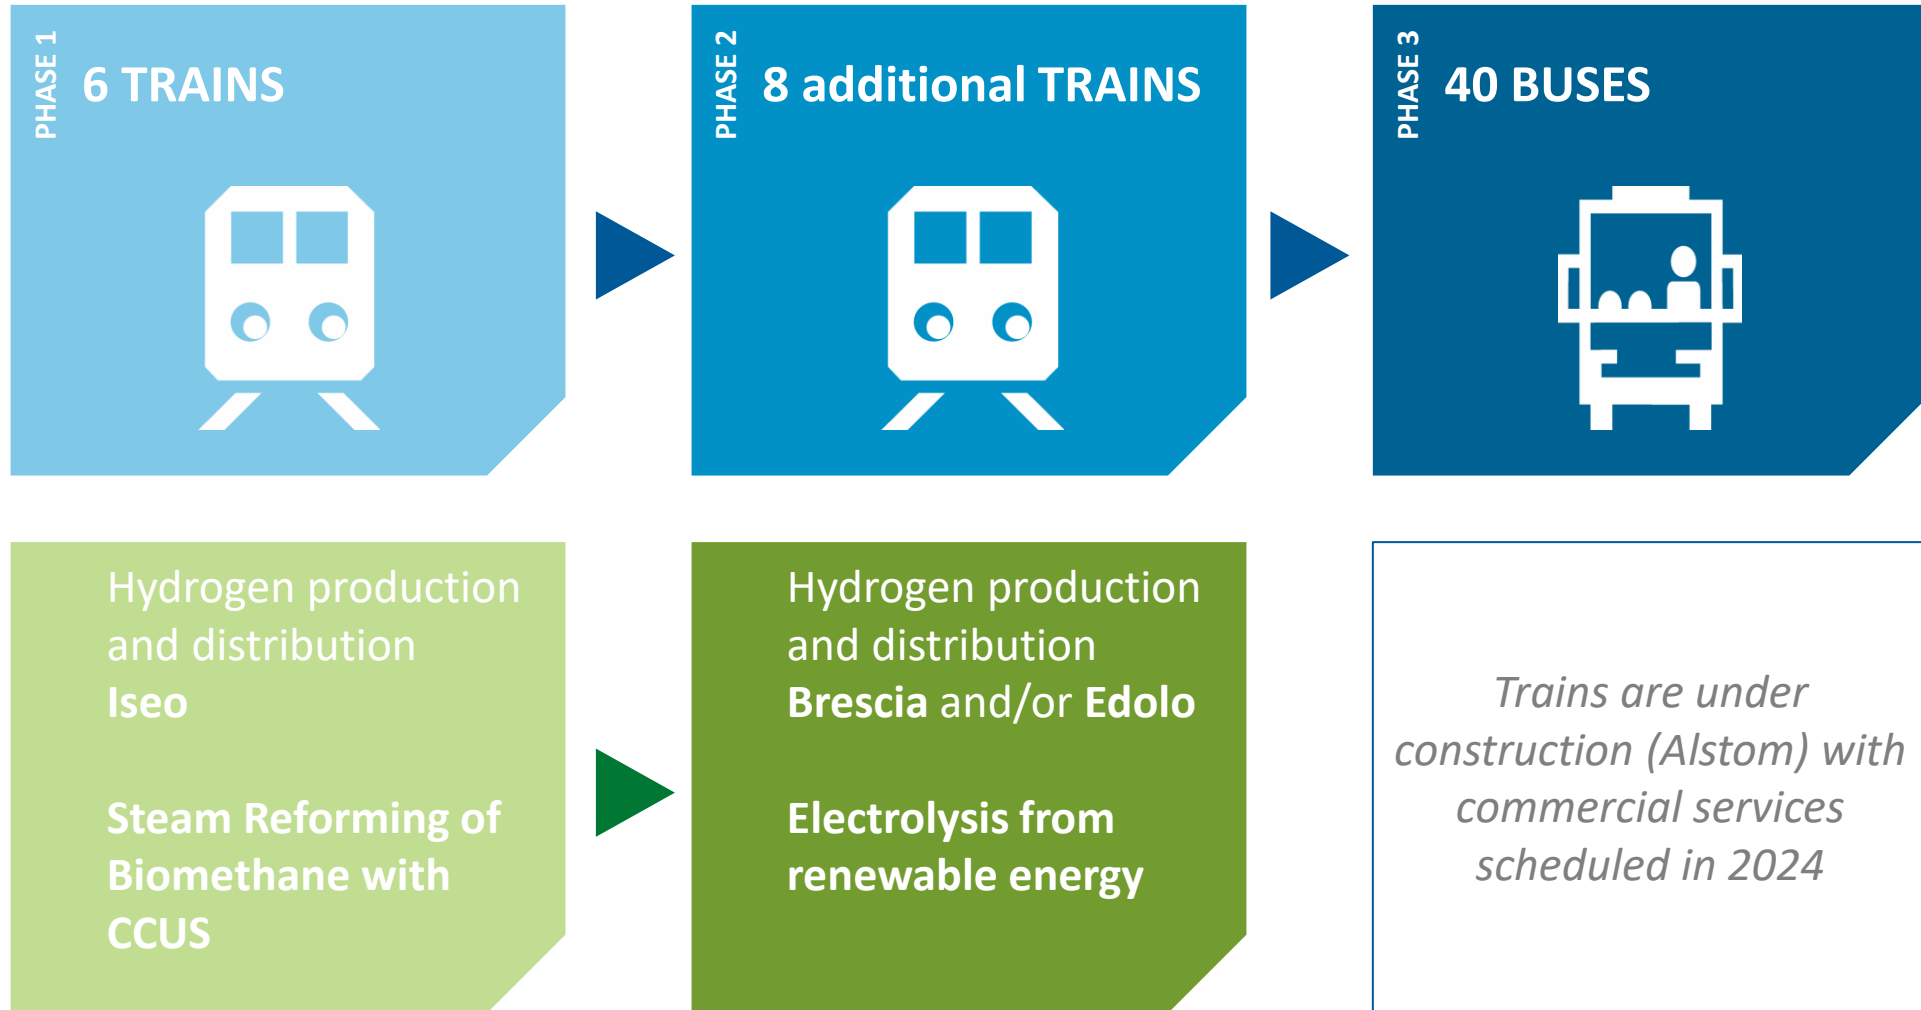 PHASE 1
6 TRAINS
PHASE 2
8 additional TRAINS
PHASE 3
40 BUSES
Hydrogen production
and distribution
Iseo
Steam Reforming of
Biomethane with
CCUS
Hydrogen production
and distribution
Brescia and/or Edolo
Electrolysis from
renewable energy
Trains are under
construction (Alstom) with
commercial services
scheduled in 2024